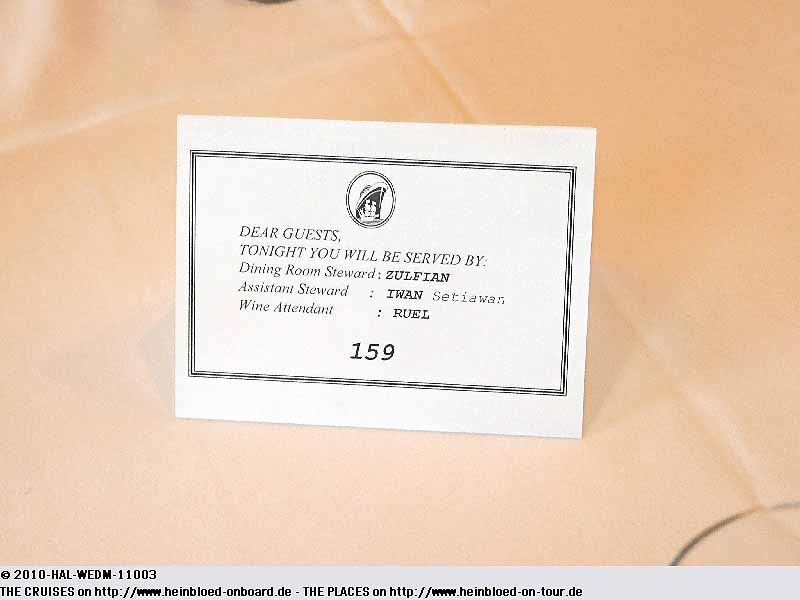 DEAR GUESTS,
TONIGHT YOU WILL BE SERVED BY:
Dining Room Steward : ZULFIAN
Assistant Steward : IWAN Setiawan
Wine Attendant : RUEL
159
© 2010-HAL-WEDM-11003
THE CRUISES on http://www.heinbloed-onboard.de - THE PLACES on http://www.heinbloed-on-tour.de